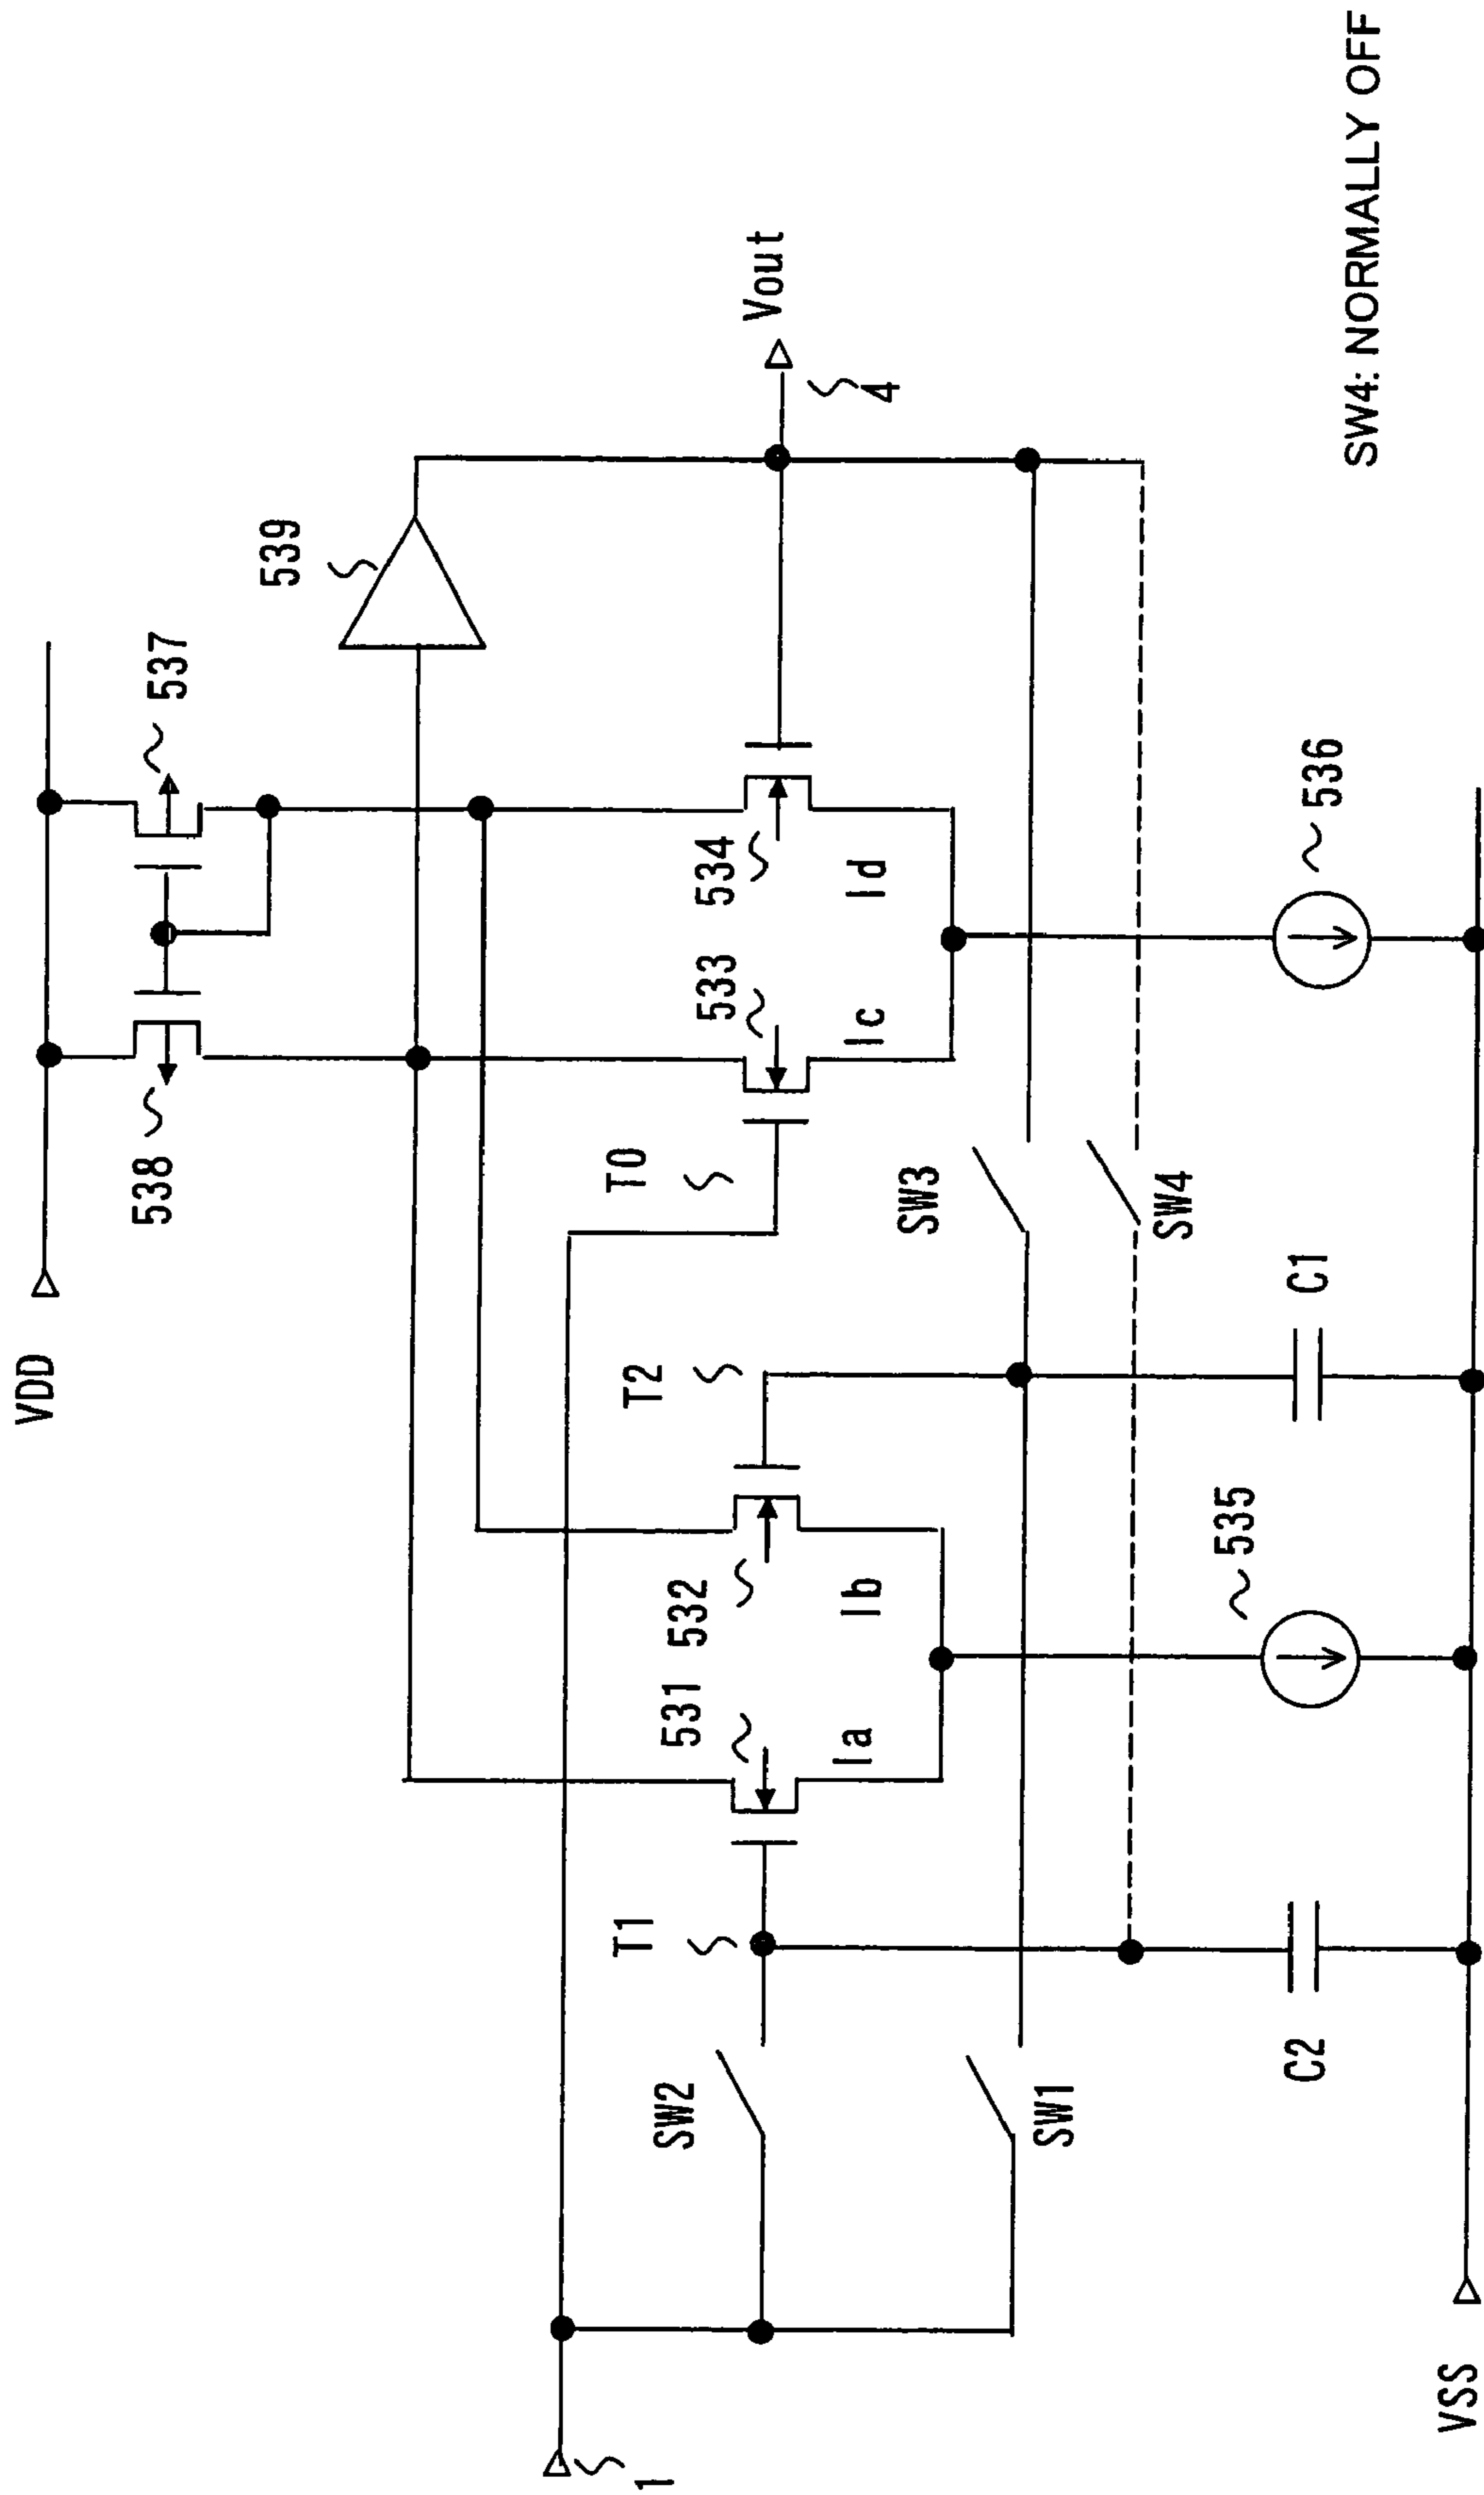 VDD
538
537
539
T0
533
534
Ic
Id
Vout
4
T1
T2
531
532
Ia
Ib
SW2
SW1
SW3
SW4
C2
535
C1
536
1
VSS
SW4: NORMALLY OFF